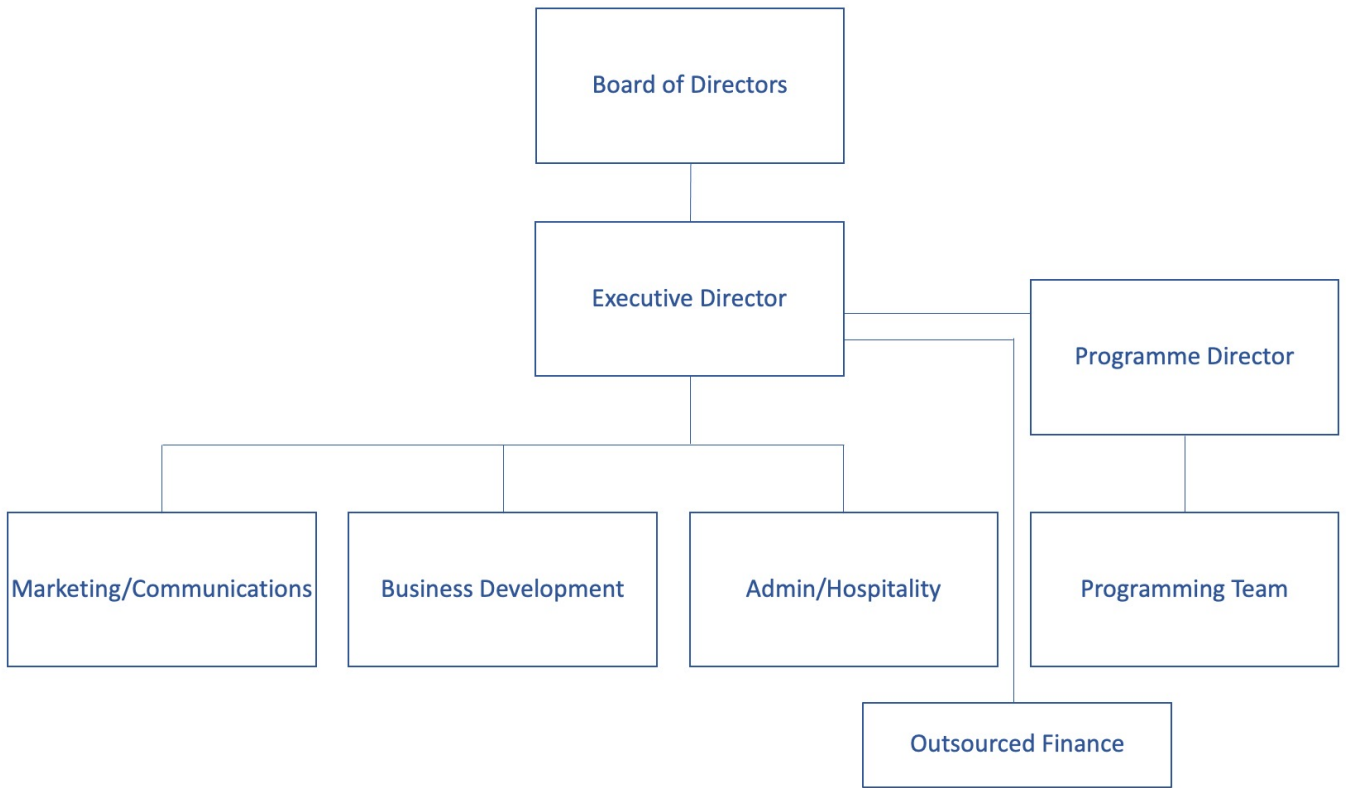 Board of Directors
Executive Director
Programme Director
Marketing/Communications
Business Development
Admin/Hospitality
Programming Team
Outsourced Finance